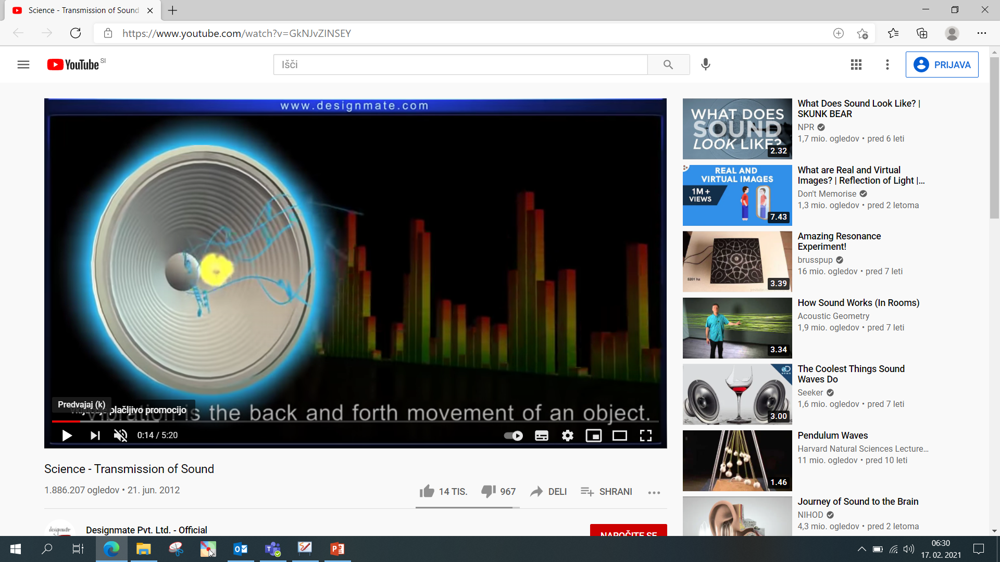 Science - Transmission of Sound
https://www.youtube.com/watch?v=GkNJvZINSEY
YouTube SI
Išči
PRIJAVA
www.designmate.com
Predvajaj (k)
plačljivo promocijo
is the back and forth movement of an object.
0:14 / 5:20
Science - Transmission of Sound
1.886.207 ogledov • 21. jun. 2012
14 TIS.
967
DELI
SHRANI
designmate
Designmate Pvt. Ltd. - Official
NAROČITE SE
WHAT DOES
SOUND
LOOK LIKE?
2.32
What Does Sound Look Like? |
SKUNK BEAR
NPR
1,7 mio. ogledov • pred 6 leti
REAL AND
VIRTUAL IMAGES
1M+
VIEWS
7.43
What are Real and Virtual
Images? | Reflection of Light |...
Don't Memorise
1,3 mio. ogledov • pred 2 letoma
5201 hz
3.39
Amazing Resonance
Experiment!
brusspup
16 mio. ogledov • pred 7 leti
3.34
How Sound Works (In Rooms)
Acoustic Geometry
1,9 mio. ogledov • pred 7 leti
D
NEWS
3.00
The Coolest Things Sound
Waves Do
Seeker
1,6 mio. ogledov • pred 7 leti
1.46
Pendulum Waves
Harvard Natural Sciences Lecture...
11 mio. ogledov • pred 10 leti
Journey of Sound to the Brain
NIHOD
4,3 mio. ogledov • pred 2 letoma
06:30
17. 02. 2021